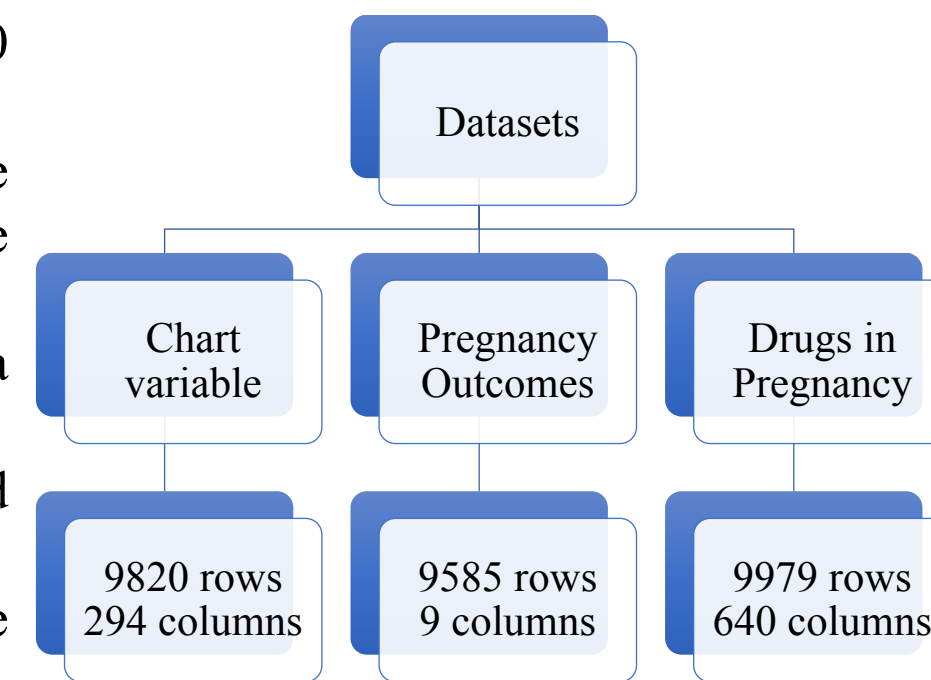 )
e
e
a
d
e
Datasets
Chart
variable
Pregnancy
Outcomes
Drugs in
Pregnancy
9820 rows
294 columns
9585 rows
9 columns
9979 rows
640 columns